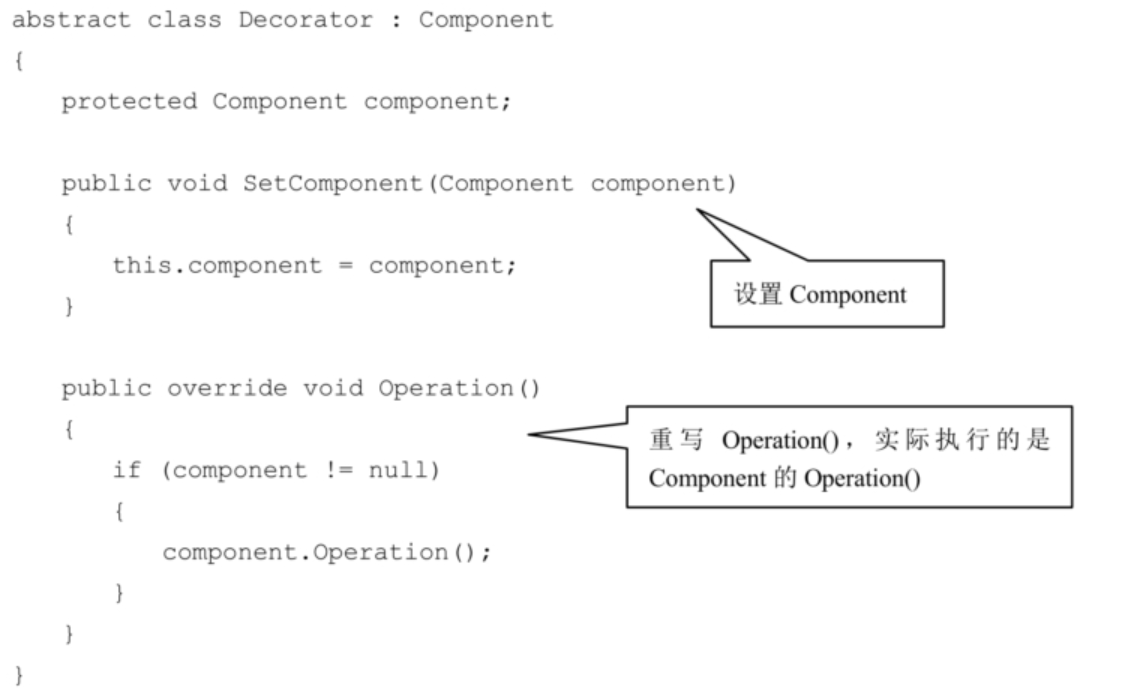 abstract class Decorator : Component
{
protected Component component;
public void SetComponent(Component component)
{
this.component = component;
}
设置 Component
public override void Operation()
{
重写 Operation()，实际执行的是
Component 的 Operation()
if (component != null)
{
component.Operation();
}
}
}